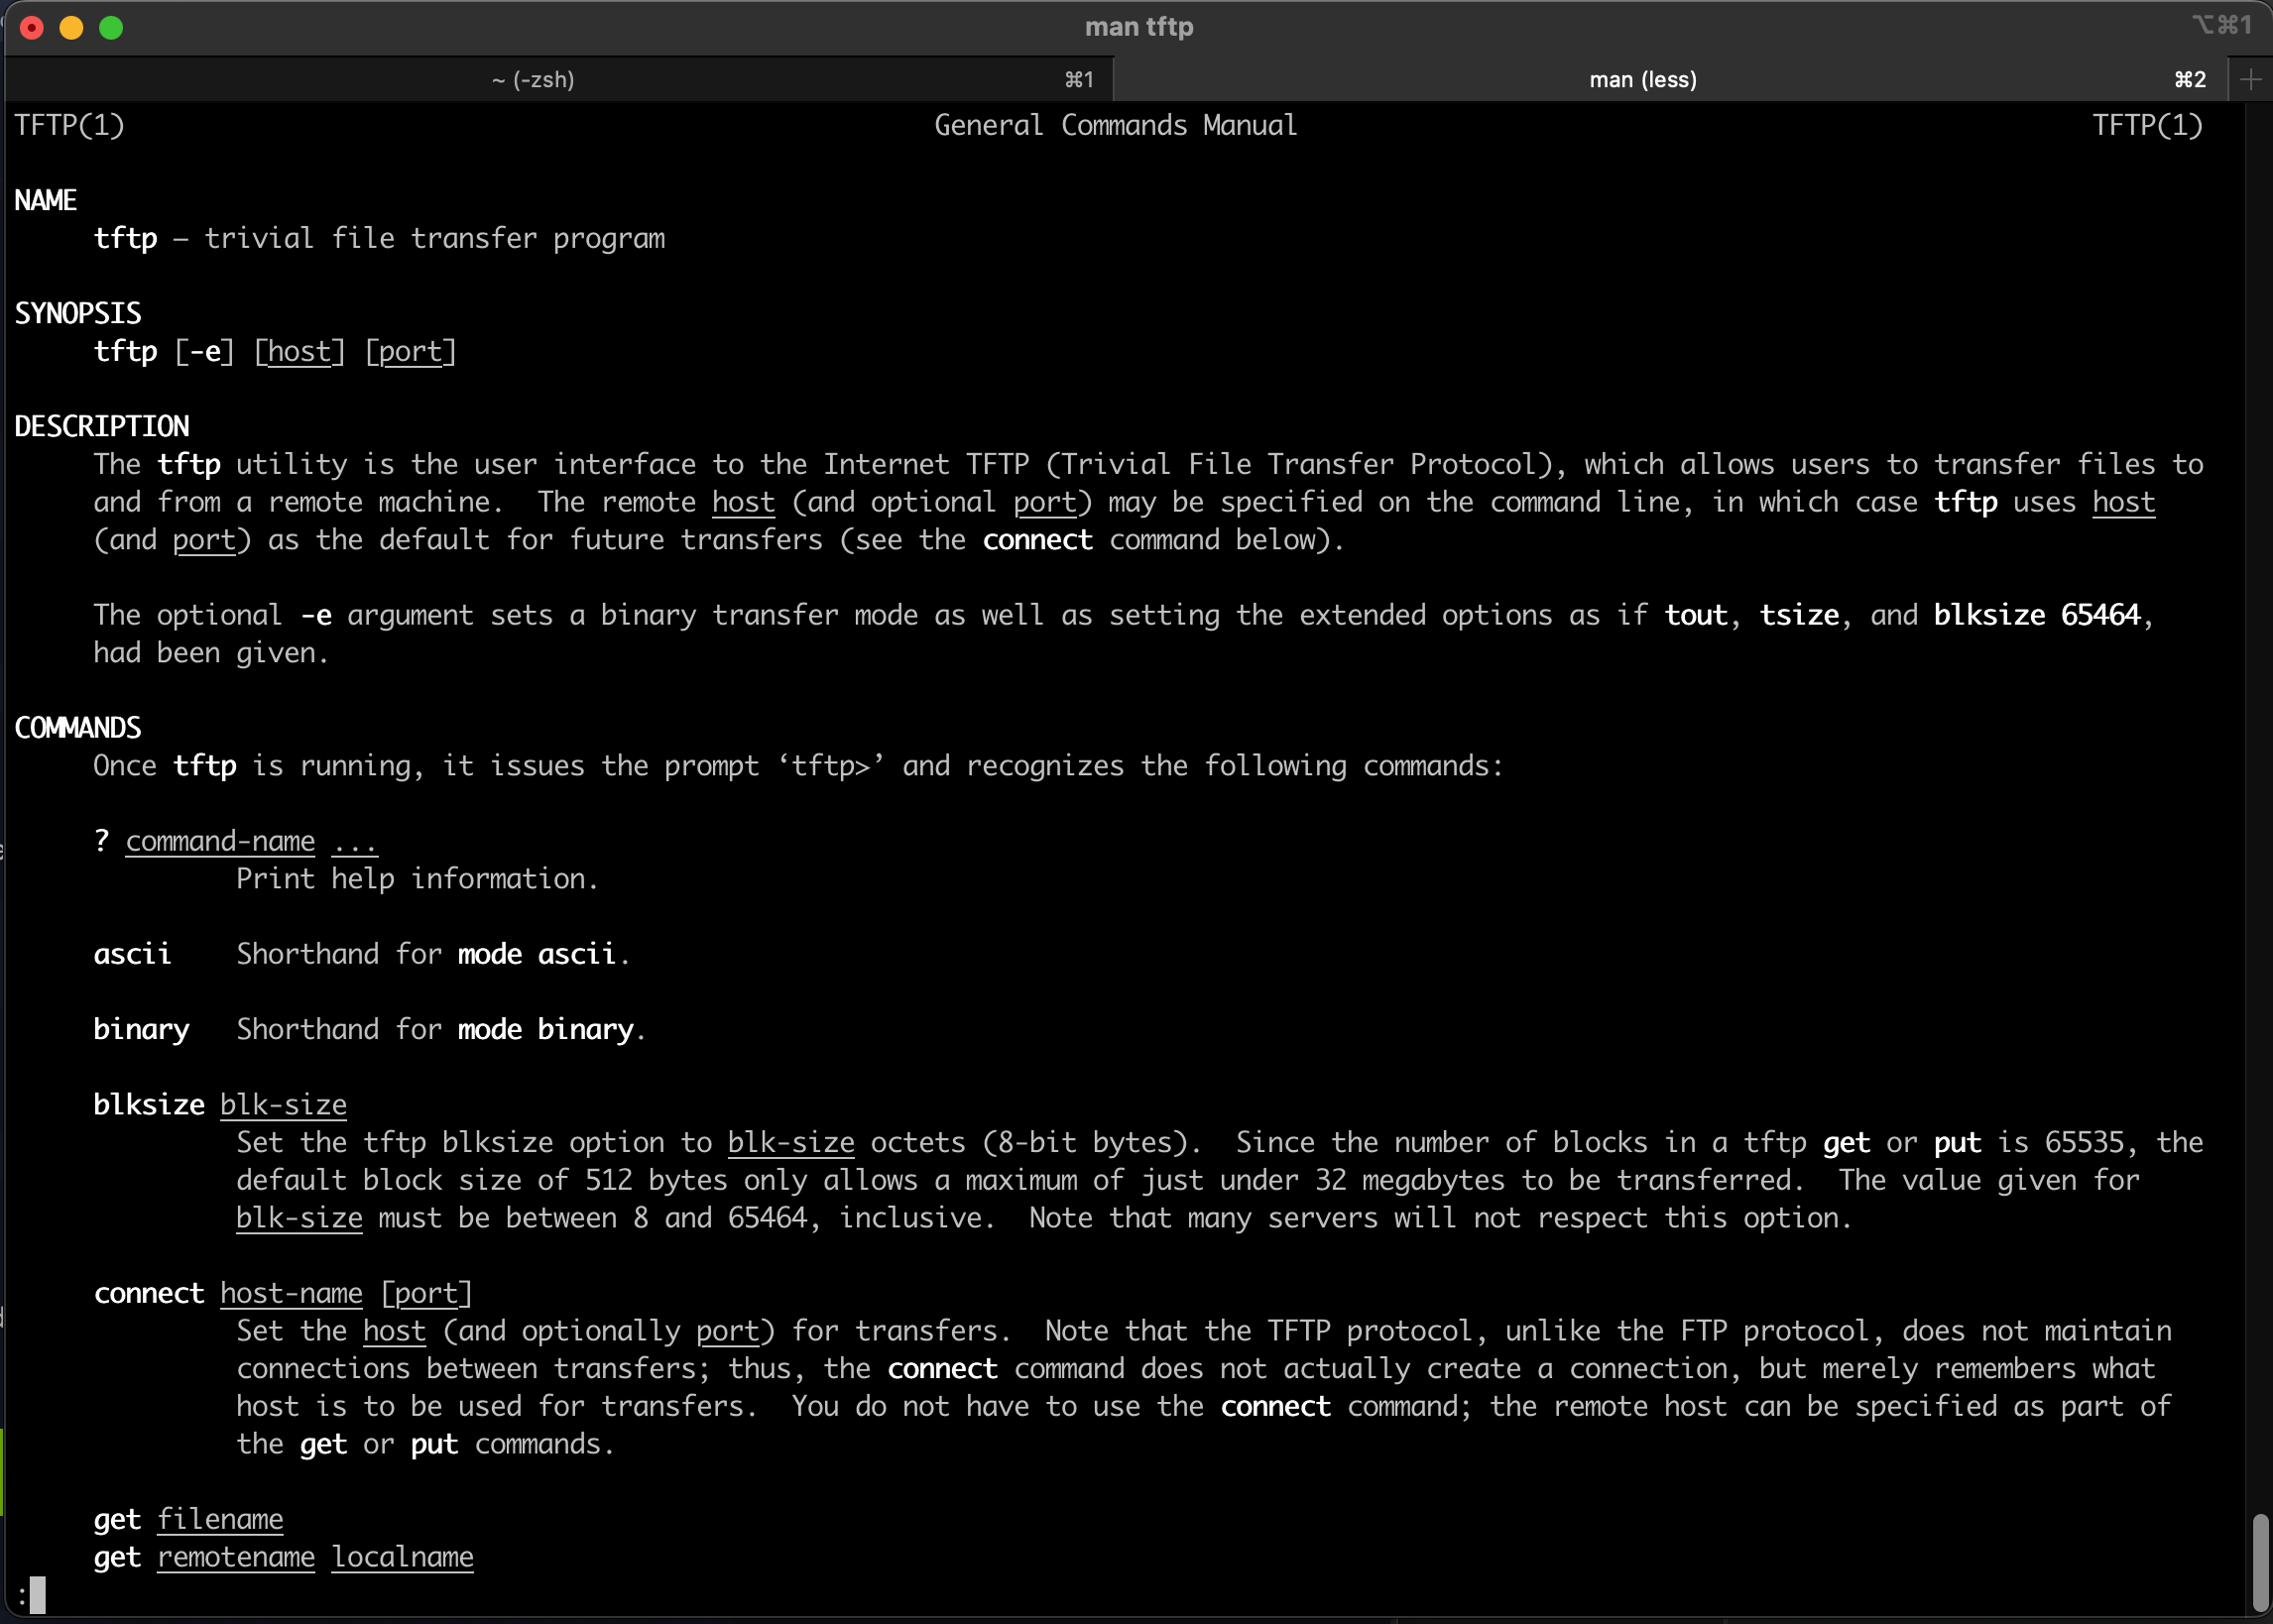 man tftp
⌥⌘1
~ (-zsh) ⌘1 man (less) ⌘2 +
TFTP(1) General Commands Manual TFTP(1)
NAME
tftp – trivial file transfer program
SYNOPSIS
tftp [-e] [host] [port]
DESCRIPTION
The tftp utility is the user interface to the Internet TFTP (Trivial File Transfer Protocol), which allows users to transfer files to
and from a remote machine.  The remote host (and optional port) may be specified on the command line, in which case tftp uses host
(and port) as the default for future transfers (see the connect command below).
The optional -e argument sets a binary transfer mode as well as setting the extended options as if tout, tsize, and blksize 65464,
had been given.
COMMANDS
Once tftp is running, it issues the prompt ‘tftp>’ and recognizes the following commands:
? command-name ...
Print help information.
ascii Shorthand for mode ascii.
binary Shorthand for mode binary.
blksize blk-size
Set the tftp blksize option to blk-size octets (8-bit bytes).  Since the number of blocks in a tftp get or put is 65535, the
default block size of 512 bytes only allows a maximum of just under 32 megabytes to be transferred.  The value given for
blk-size must be between 8 and 65464, inclusive.  Note that many servers will not respect this option.
connect host-name [port]
Set the host (and optionally port) for transfers.  Note that the TFTP protocol, unlike the FTP protocol, does not maintain
connections between transfers; thus, the connect command does not actually create a connection, but merely remembers what
host is to be used for transfers.  You do not have to use the connect command; the remote host can be specified as part of
the get or put commands.
get filename
get remotename localname
: